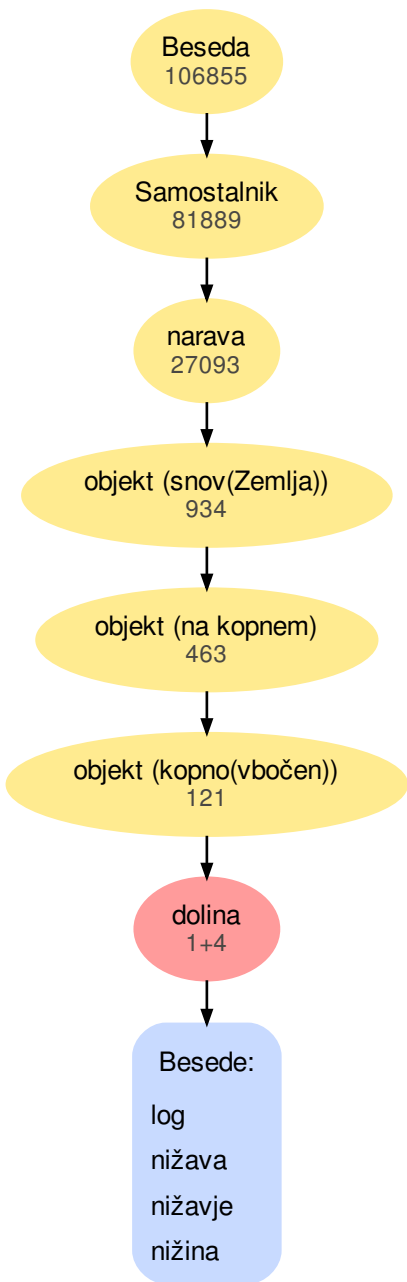 Beseda
106855
Samostalnik
81889
narava
27093
objekt (snov(Zemlja))
934
objekt (na kopnem)
463
objekt (kopno(vbočen))
121
dolina
1+4
Besede:
log
nižava
nižavje
nižina